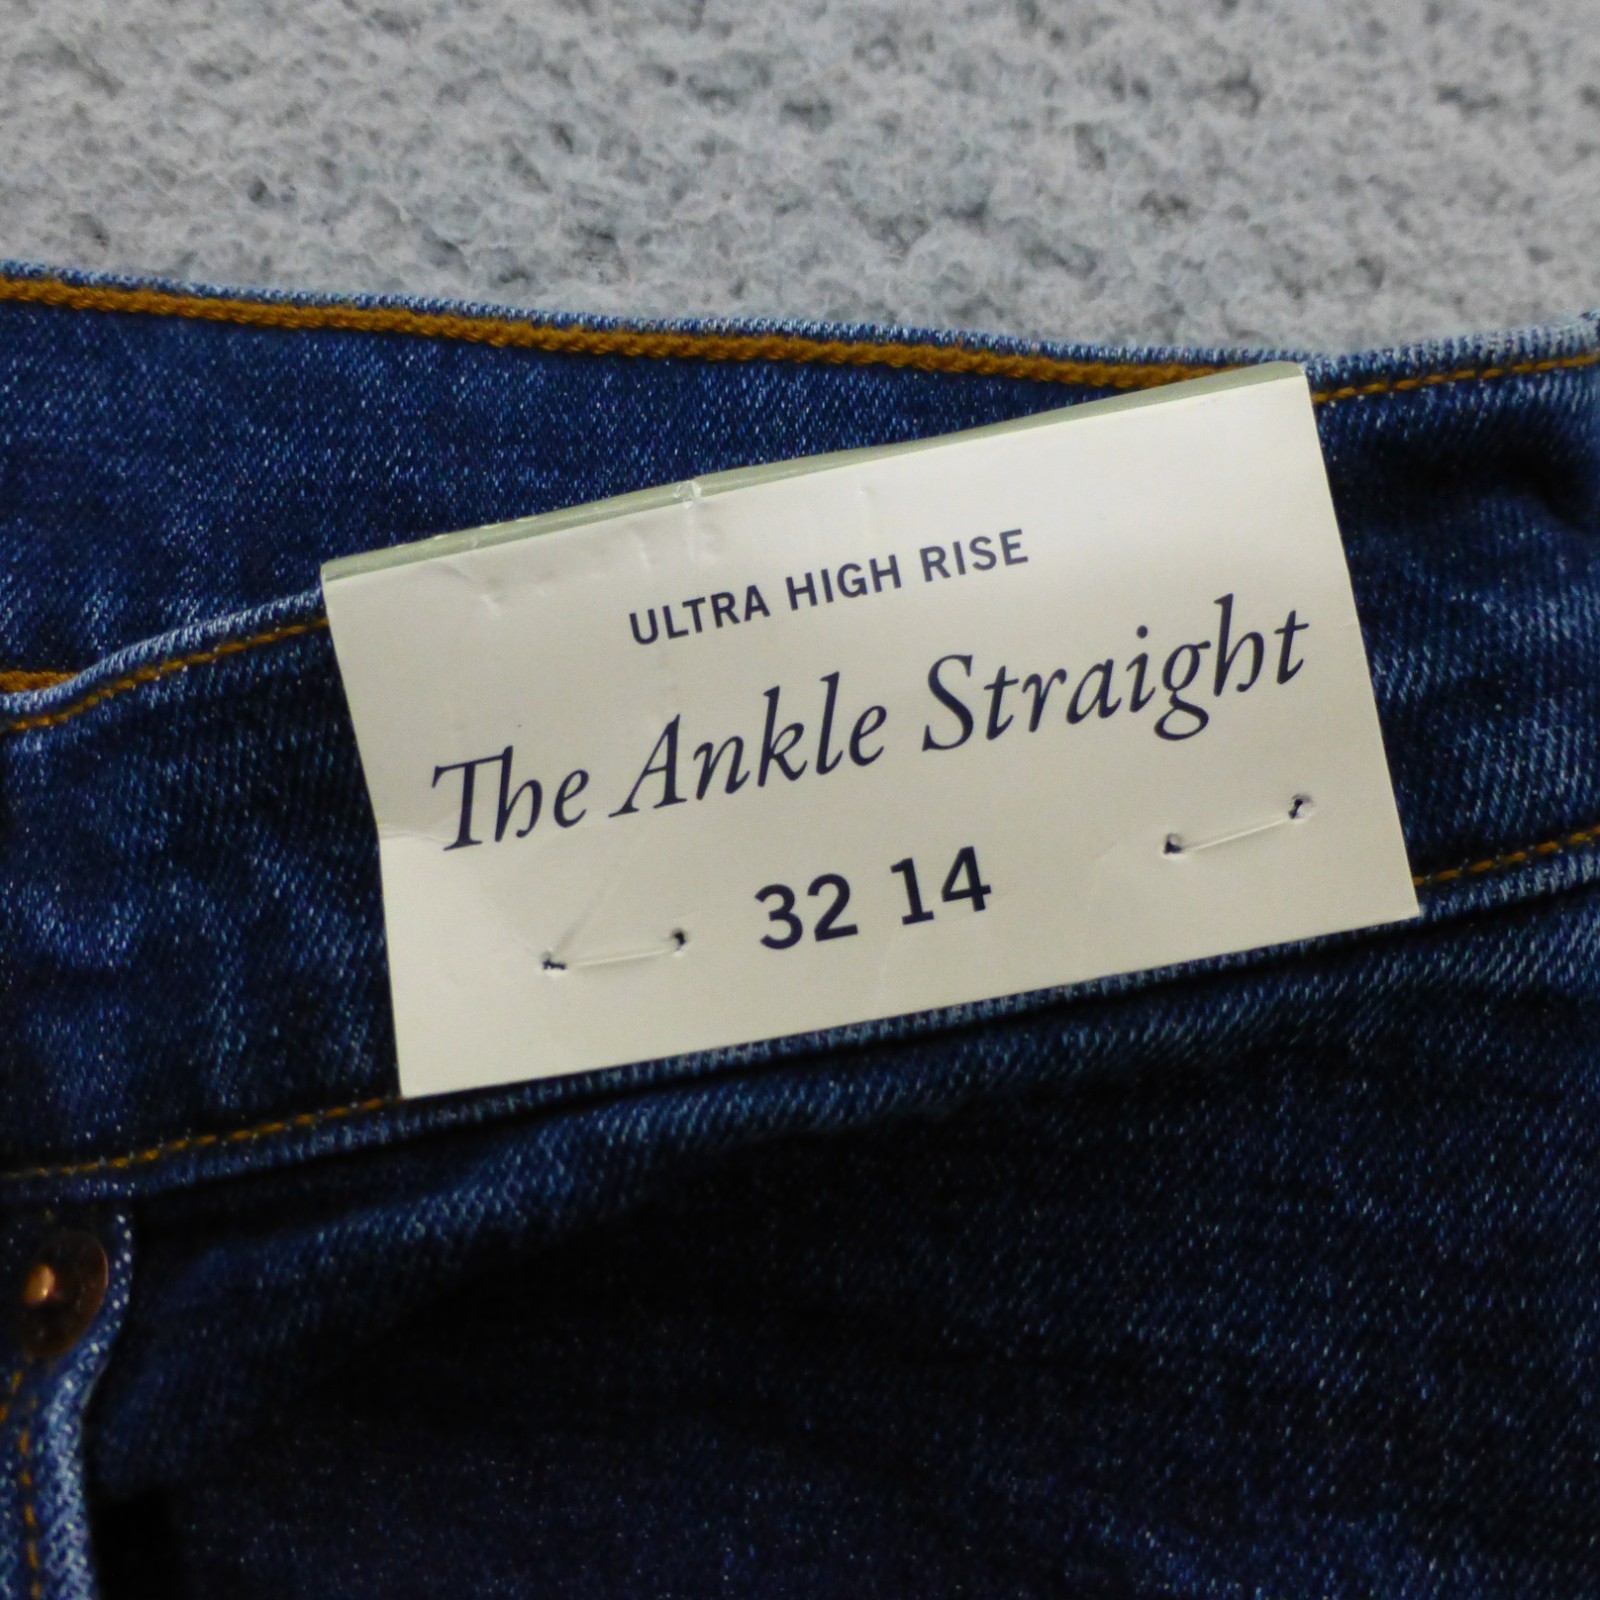 ULTRA HIGH RISE
The Ankle Straight
32 14